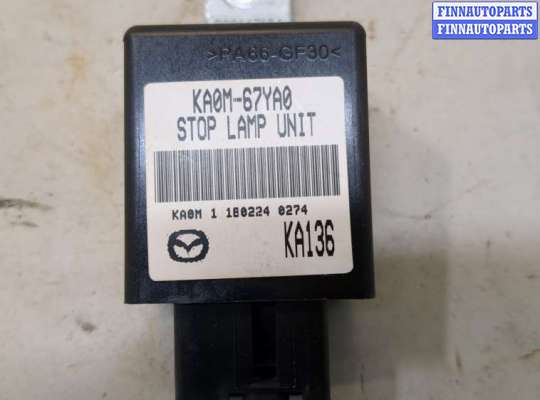 FINNAUTOPARTS
FINNAUTOPARTS
>PA66-GF30<
KA0M-67YA0
STOP LAMP UNIT
KA0M 1 180224 0274
KA136